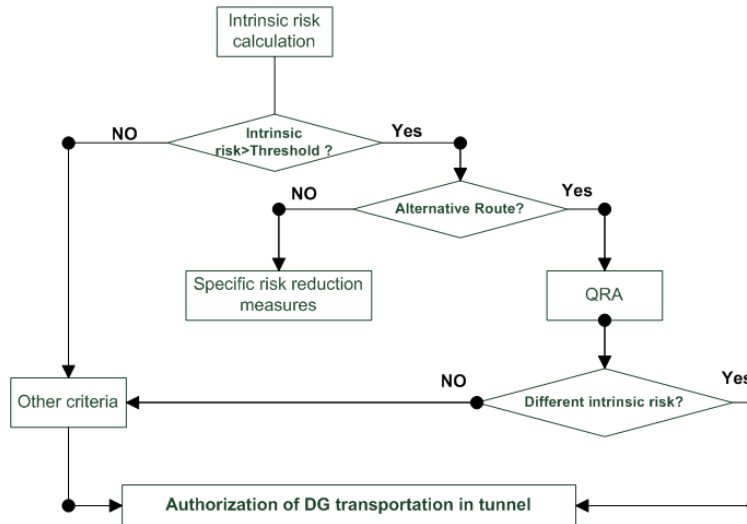 Intrinsic risk
calculation
NO
Intrinsic
risk>Threshold ?
Yes
NO
Alternative Route?
Yes
Specific risk reduction
measures
QRA
Other criteria
NO
Different intrinsic risk?
Yes
Authorization of DG transportation in tunnel